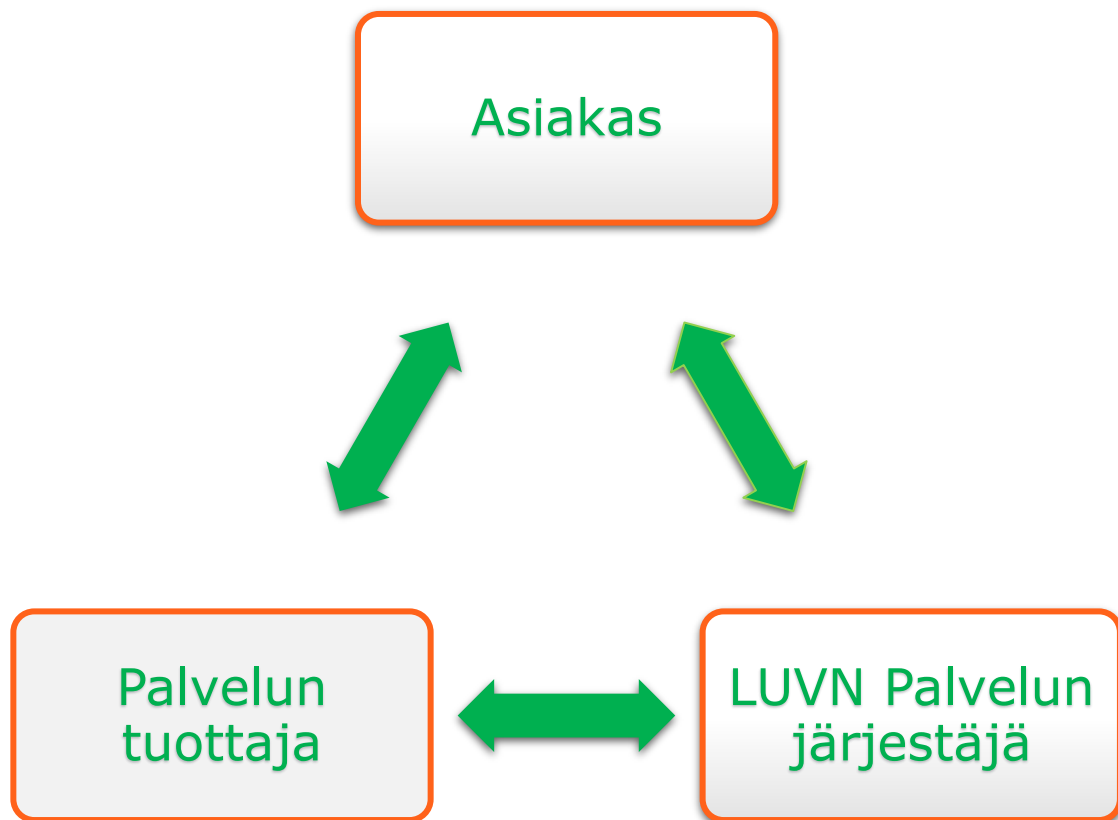 Asiakas
Palvelun
tuottaja
LUVN Palvelun
järjestäjä